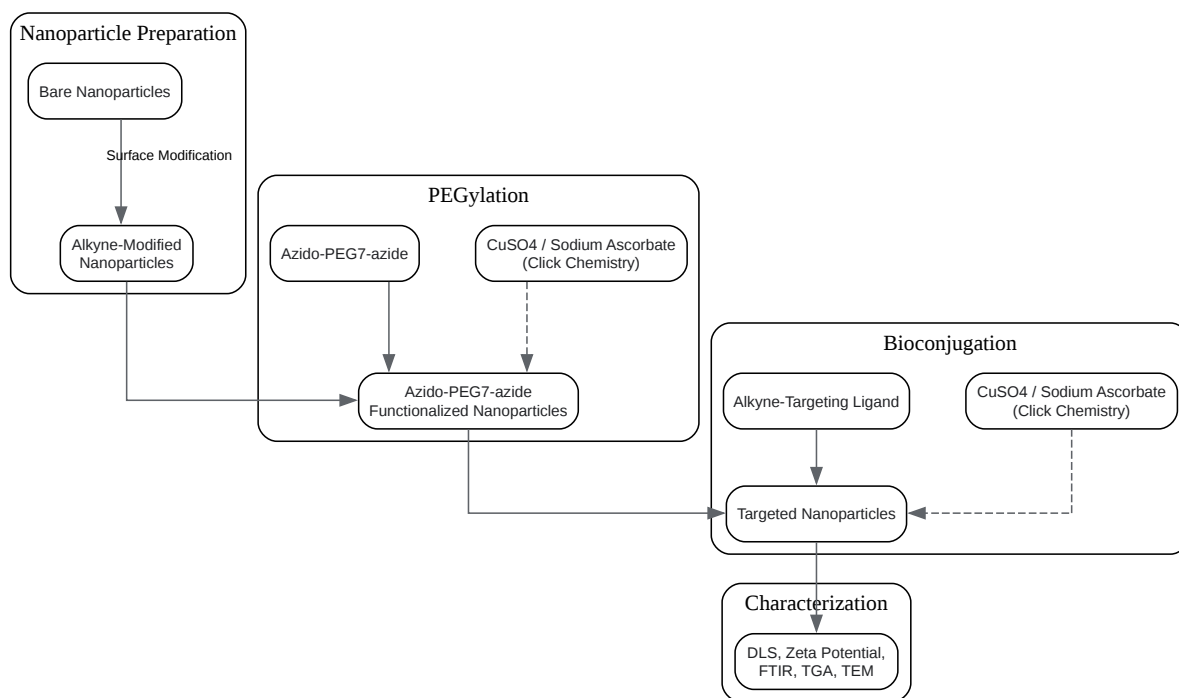 Nanoparticle Preparation
Bare Nanoparticles
Surface Modification
Alkyne-Modified
Nanoparticles
PEGylation
Azido-PEG7-azide
CuSO4 / Sodium Ascorbate
(Click Chemistry)
Azido-PEG7-azide
Functionalized Nanoparticles
Bioconjugation
Alkyne-Targeting Ligand
CuSO4 / Sodium Ascorbate
(Click Chemistry)
Targeted Nanoparticles
Characterization
DLS, Zeta Potential,
FTIR, TGA, TEM